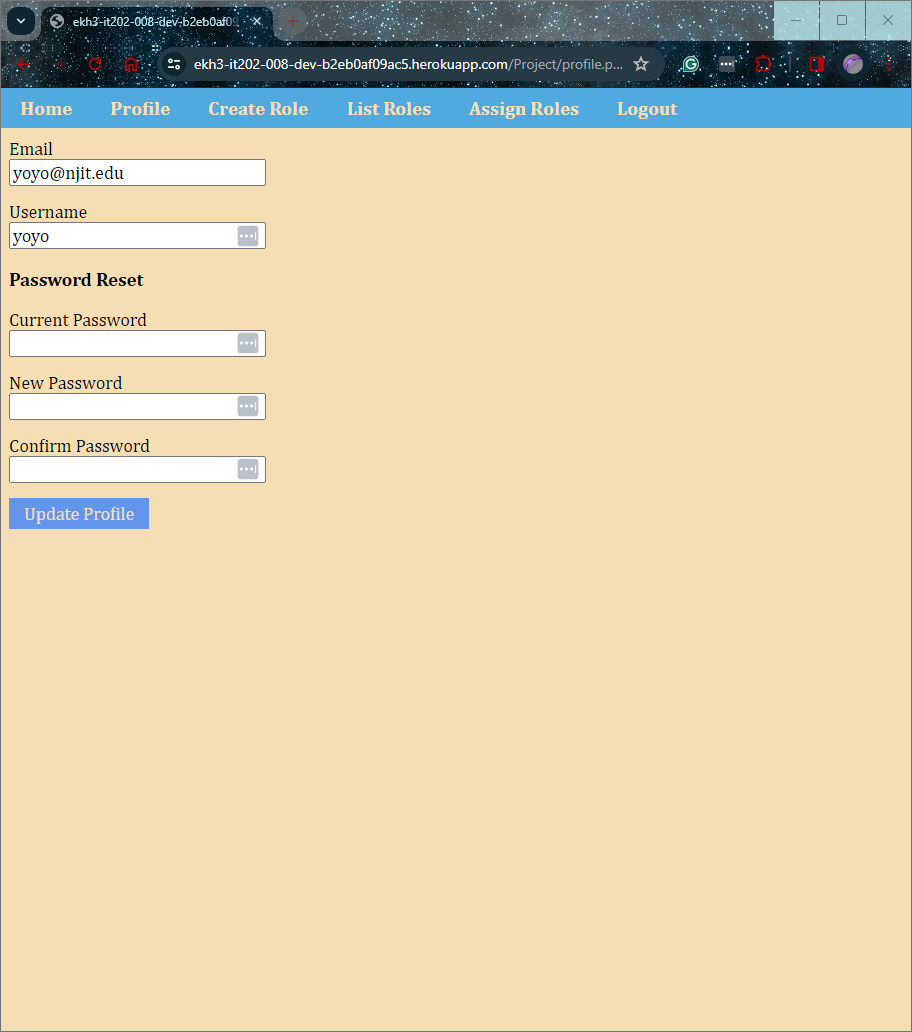 ekh3-it202-008-dev-b2eb0af09
ekh3-it202-008-dev-b2eb0af09ac5.herokuapp.com/Project/profile.p...
Home Profile Create Role List Roles Assign Roles Logout
Email
yoyo@njit.edu
Username
yoyo
Password Reset
Current Password
New Password
Confirm Password
Update Profile